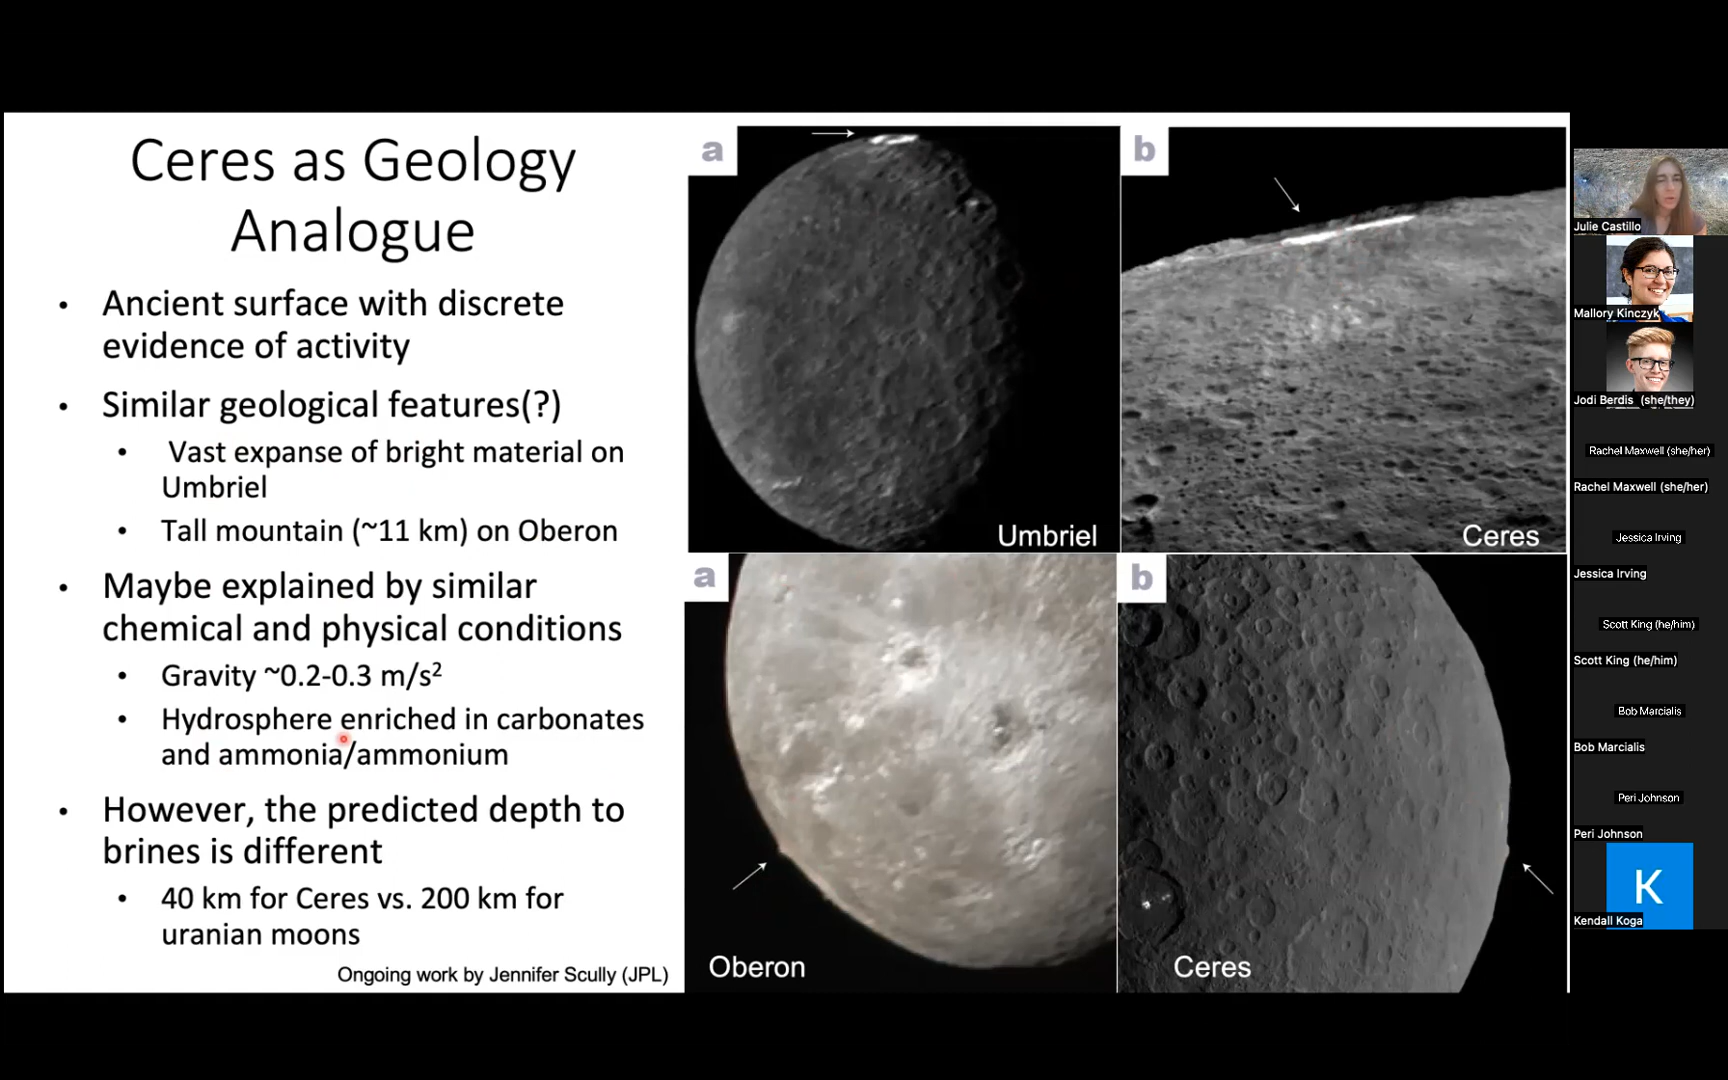 Ceres as Geology
Analogue
• Ancient surface with discrete
evidence of activity
• Similar geological features(?)
• Vast expanse of bright material on
Umbriel
• Tall mountain (~11 km) on Oberon
• Maybe explained by similar
chemical and physical conditions
• Gravity ~0.2-0.3 m/s²
• Hydrosphere enriched in carbonates
and ammonia/ammonium
• However, the predicted depth to
brines is different
• 40 km for Ceres vs. 200 km for
uranian moons
Ongoing work by Jennifer Scully (JPL)
a
Umbriel
b
Ceres
a
Oberon
b
Ceres
Julie Castillo
Mallory Kinczyk
Jodi Berdis (she/they)
Rachel Maxwell (she/her)
Rachel Maxwell (she/her)
Jessica Irving
Jessica Irving
Scott King (he/him)
Scott King (he/him)
Bob Marcialis
Bob Marcialis
Peri Johnson
Peri Johnson
K
Kendall Koga